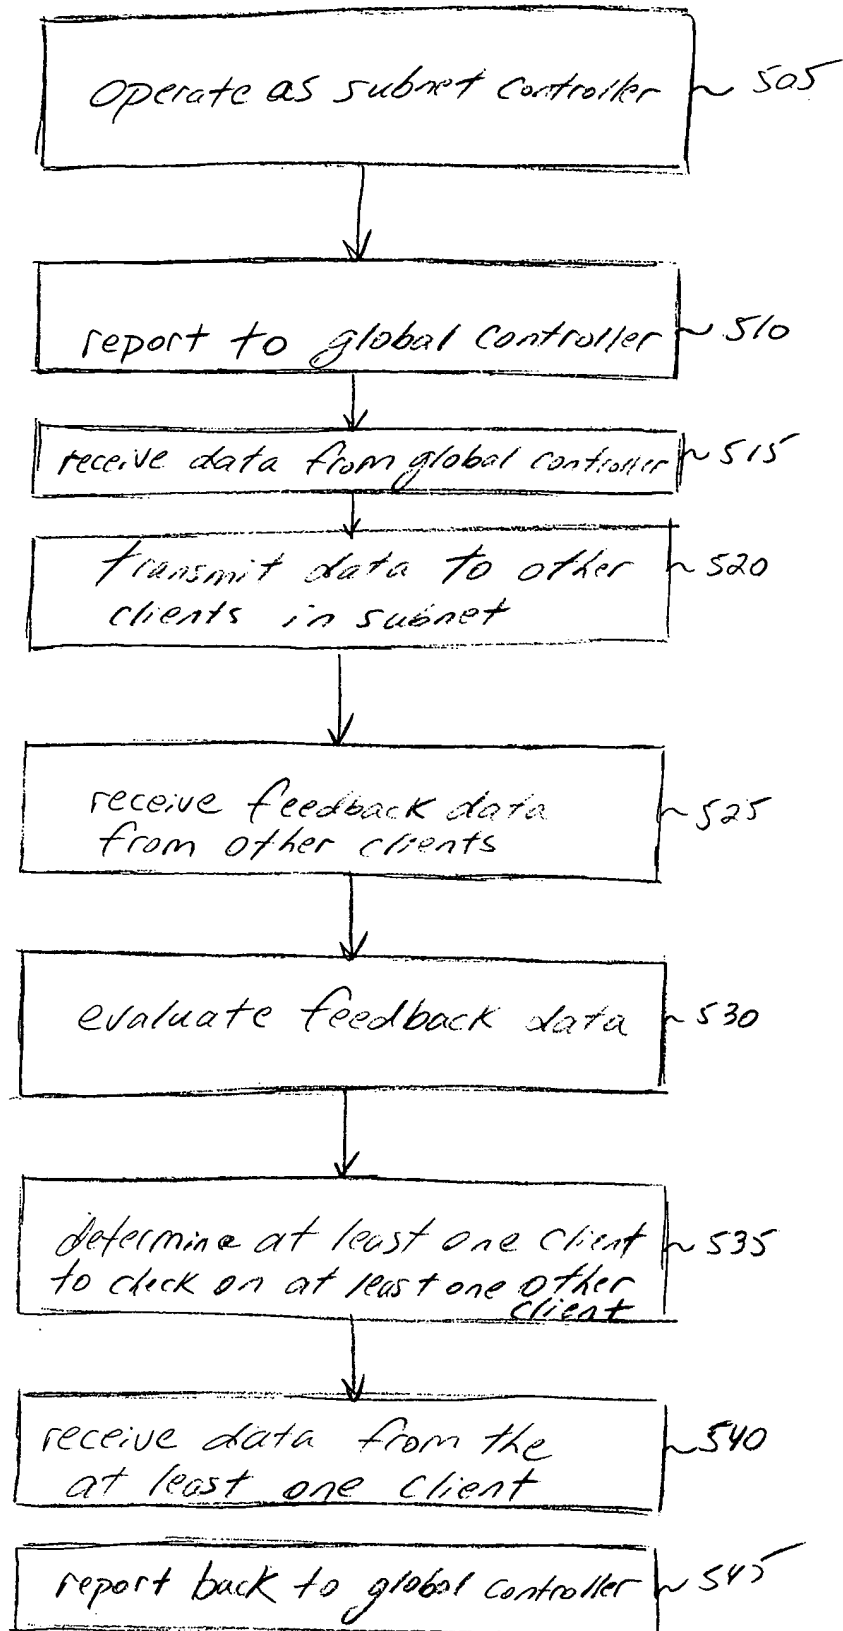 operate as subnet controller 505
report to global controller 510
receive data from global controller 515
transmit data to other 520
clients in subnet
receive feedback data 525
from other clients
evaluate feedback data 530
determine at least one client 535
to check on at least one other
client
receive data from the 540
at least one client
report back to global controller 545